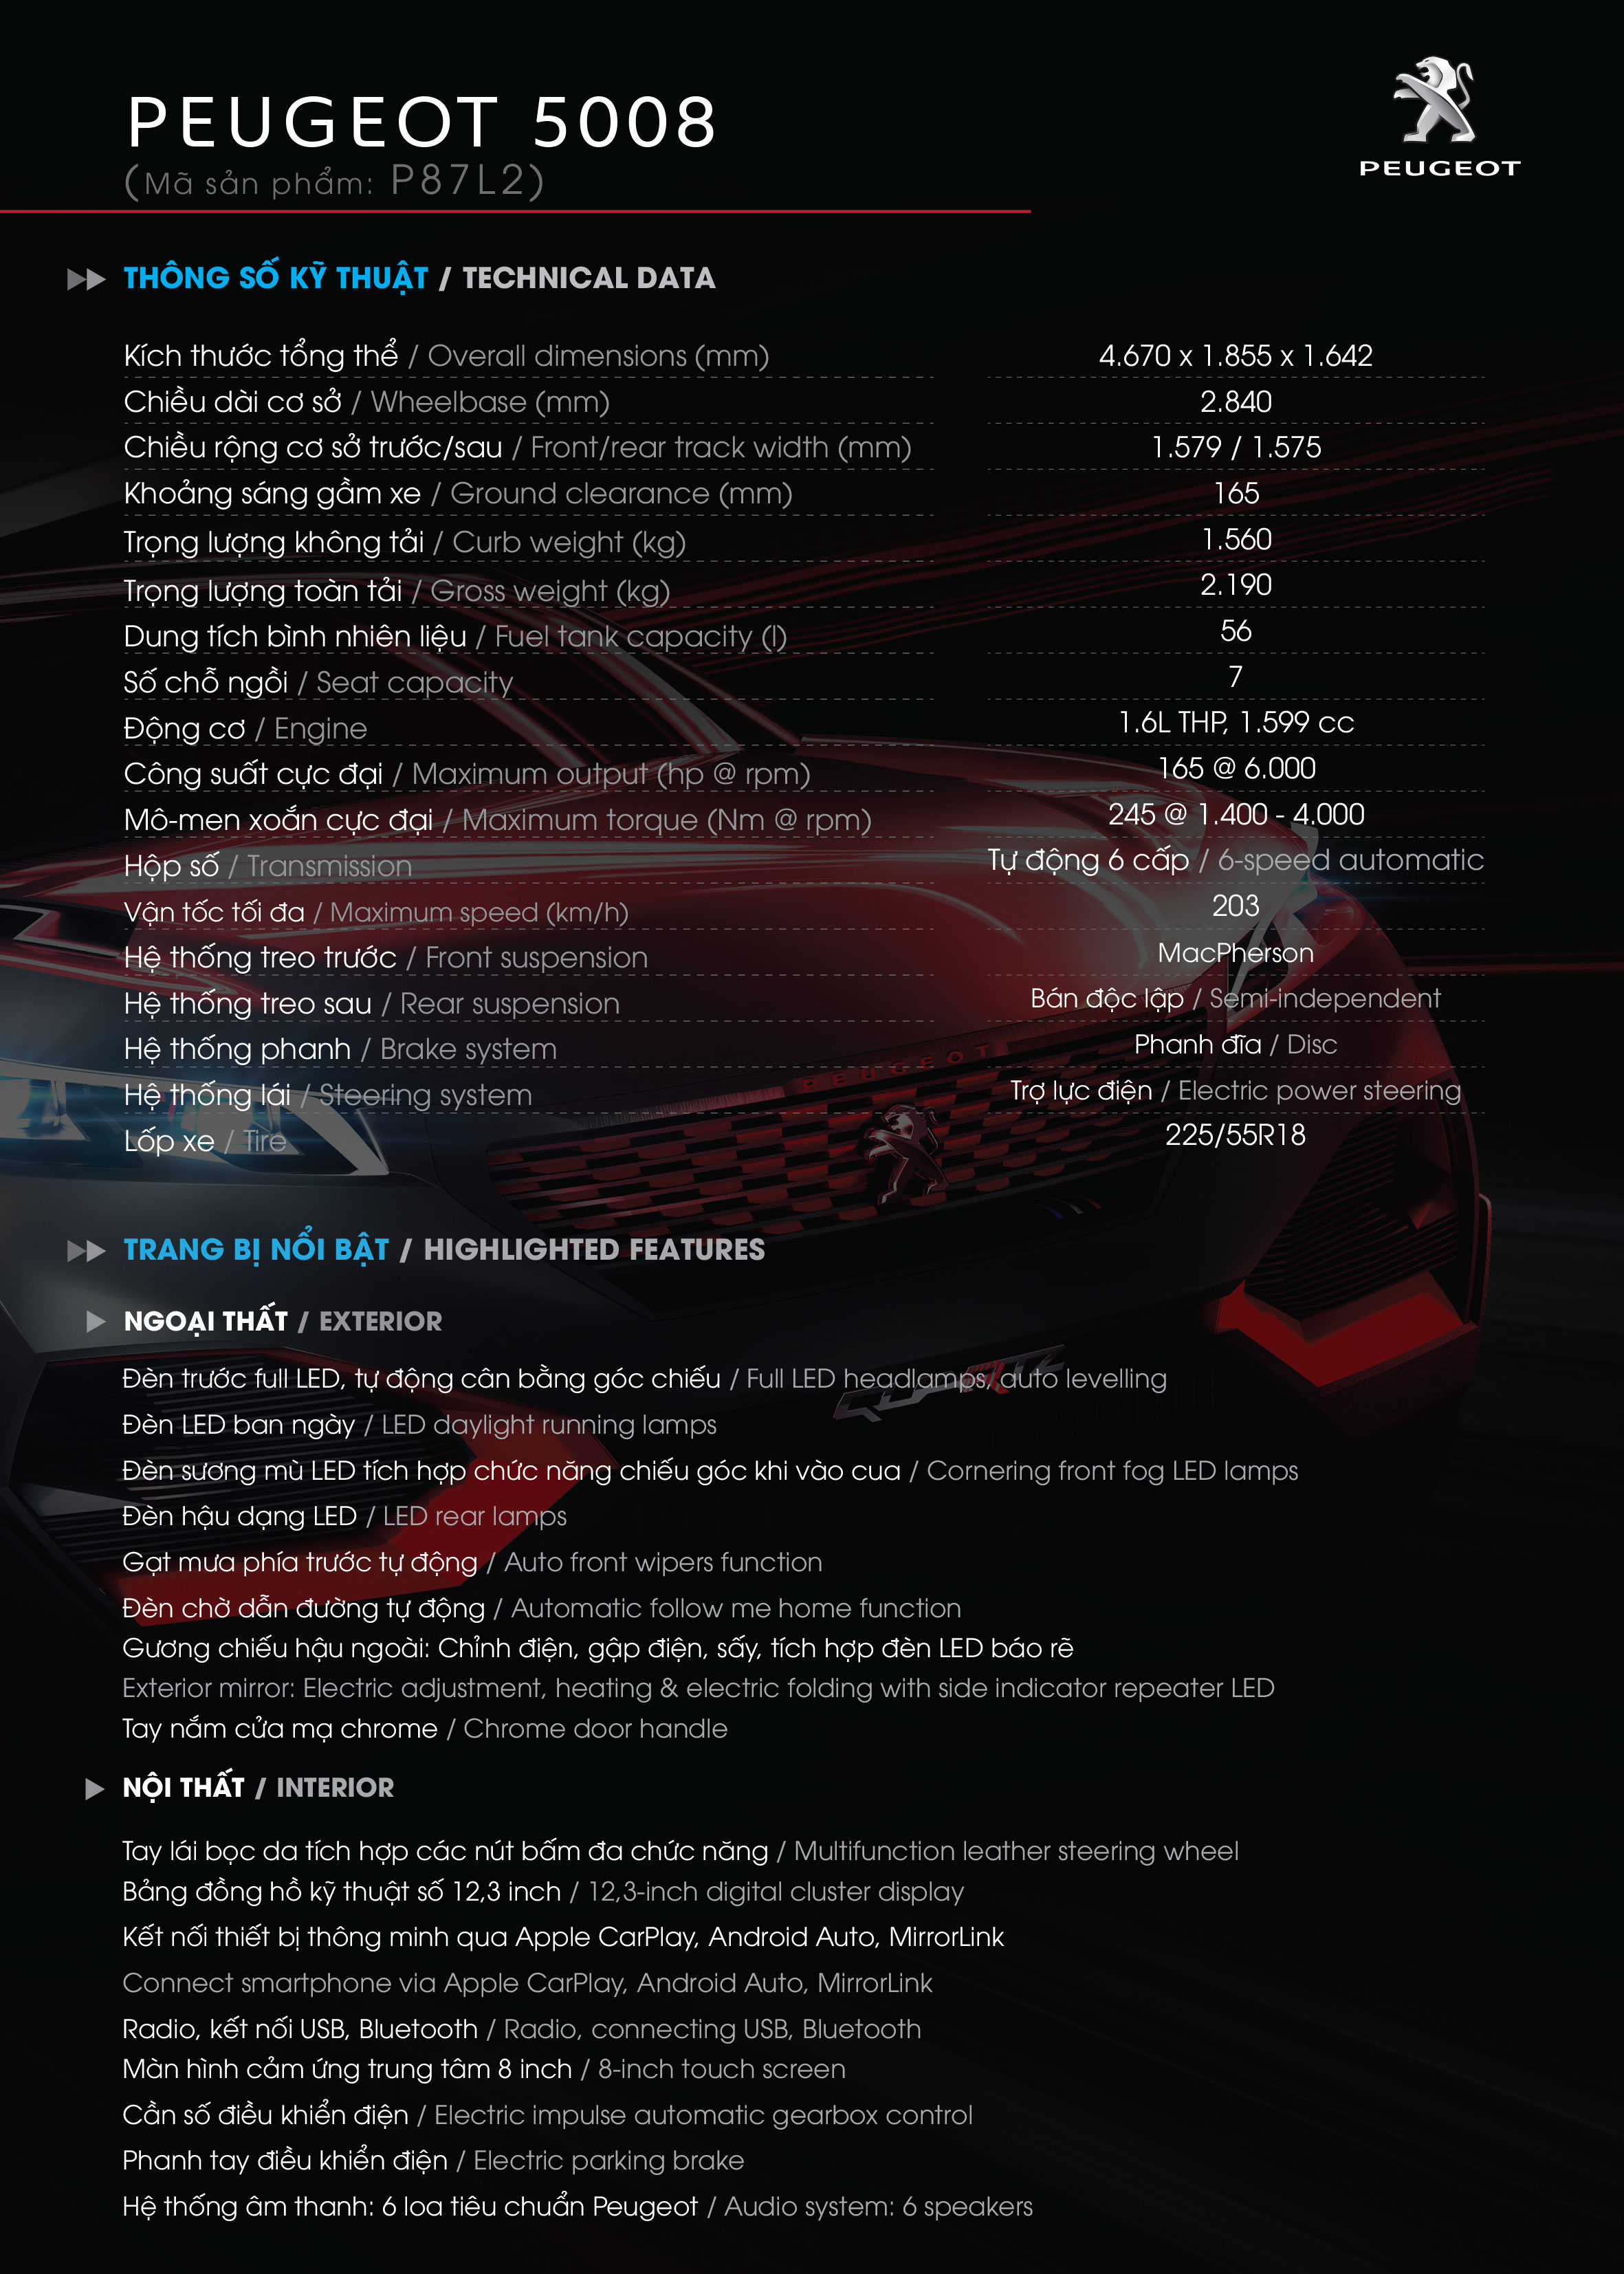 PEUGEOT 5008
(Mã sản phẩm: P87L2)
PEUGEOT
THÔNG SỐ KỸ THUẬT / TECHNICAL DATA
Kích thước tổng thể / Overall dimensions (mm) 4.670 x 1.855 x 1.642
Chiều dài cơ sở / Wheelbase (mm) 2.840
Chiều rộng cơ sở trước/sau / Front/rear track width (mm) 1.579 / 1.575
Khoảng sáng gầm xe / Ground clearance (mm) 165
Trọng lượng không tải / Curb weight (kg) 1.560
Trọng lượng toàn tải / Gross weight (kg) 2.190
Dung tích bình nhiên liệu / Fuel tank capacity (l) 56
Số chỗ ngồi / Seat capacity 7
Động cơ / Engine 1.6L THP, 1.599 cc
Công suất cực đại / Maximum output (hp @ rpm) 165 @ 6.000
Mô-men xoắn cực đại / Maximum torque (Nm @ rpm) 245 @ 1.400 - 4.000
Hộp số / Transmission Tự động 6 cấp / 6-speed automatic
Vận tốc tối đa / Maximum speed (km/h) 203
Hệ thống treo trước / Front suspension MacPherson
Hệ thống treo sau / Rear suspension Bán độc lập / Semi-independent
Hệ thống phanh / Brake system Phanh đĩa / Disc
PEUGEOT
Hệ thống lái / Steering system Trợ lực điện / Electric power steering
Lốp xe / Tire 225/55R18
TRANG BỊ NỔI BẬT / HIGHLIGHTED FEATURES
NGOẠI THẤT / EXTERIOR
Đèn trước full LED, tự động cân bằng góc chiếu / Full LED headlamps, auto levelling
QUARTZ
Đèn LED ban ngày / LED daylight running lamps
Đèn sương mù LED tích hợp chức năng chiếu góc khi vào cua / Cornering front fog LED lamps
Đèn hậu dạng LED / LED rear lamps
Gạt mưa phía trước tự động / Auto front wipers function
Đèn chờ dẫn đường tự động / Automatic follow me home function
Gương chiếu hậu ngoài: Chỉnh điện, gập điện, sấy, tích hợp đèn LED báo rẽ
Exterior mirror: Electric adjustment, heating & electric folding with side indicator repeater LED
Tay nắm cửa mạ chrome / Chrome door handle
NỘI THẤT / INTERIOR
Tay lái bọc da tích hợp các nút bấm đa chức năng / Multifunction leather steering wheel
Bảng đồng hồ kỹ thuật số 12,3 inch / 12,3-inch digital cluster display
Kết nối thiết bị thông minh qua Apple CarPlay, Android Auto, MirrorLink
Connect smartphone via Apple CarPlay, Android Auto, MirrorLink
Radio, kết nối USB, Bluetooth / Radio, connecting USB, Bluetooth
Màn hình cảm ứng trung tâm 8 inch / 8-inch touch screen
Cần số điều khiển điện / Electric impulse automatic gearbox control
Phanh tay điều khiển điện / Electric parking brake
Hệ thống âm thanh: 6 loa tiêu chuẩn Peugeot / Audio system: 6 speakers